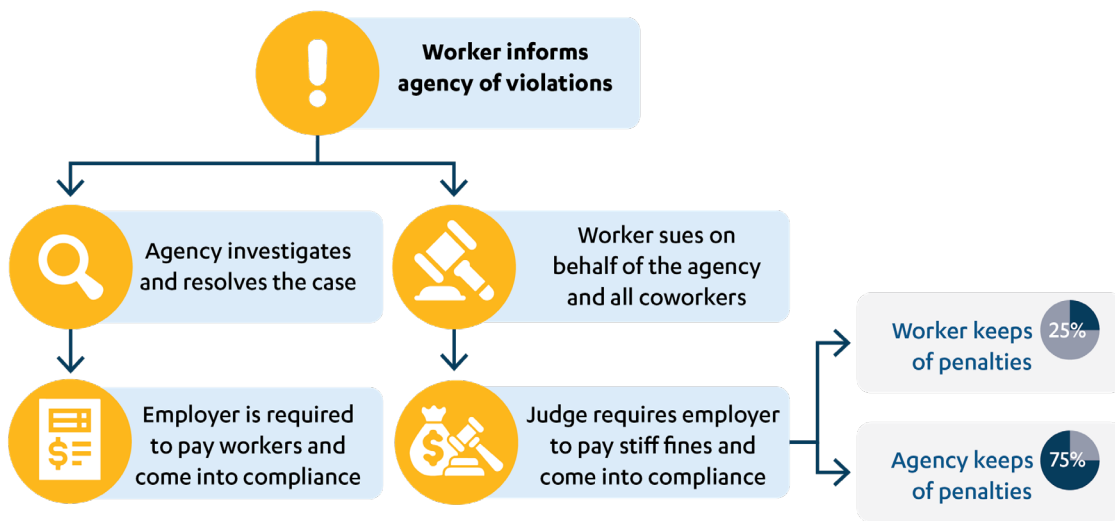 Worker informs
agency of violations
Agency investigates
and resolves the case
Worker sues on
behalf of the agency
and all coworkers
Employer is required
to pay workers and
come into compliance
$
Judge requires employer
to pay stiff fines and
come into compliance
$
Worker keeps 25%
of penalties
Agency keeps 75%
of penalties